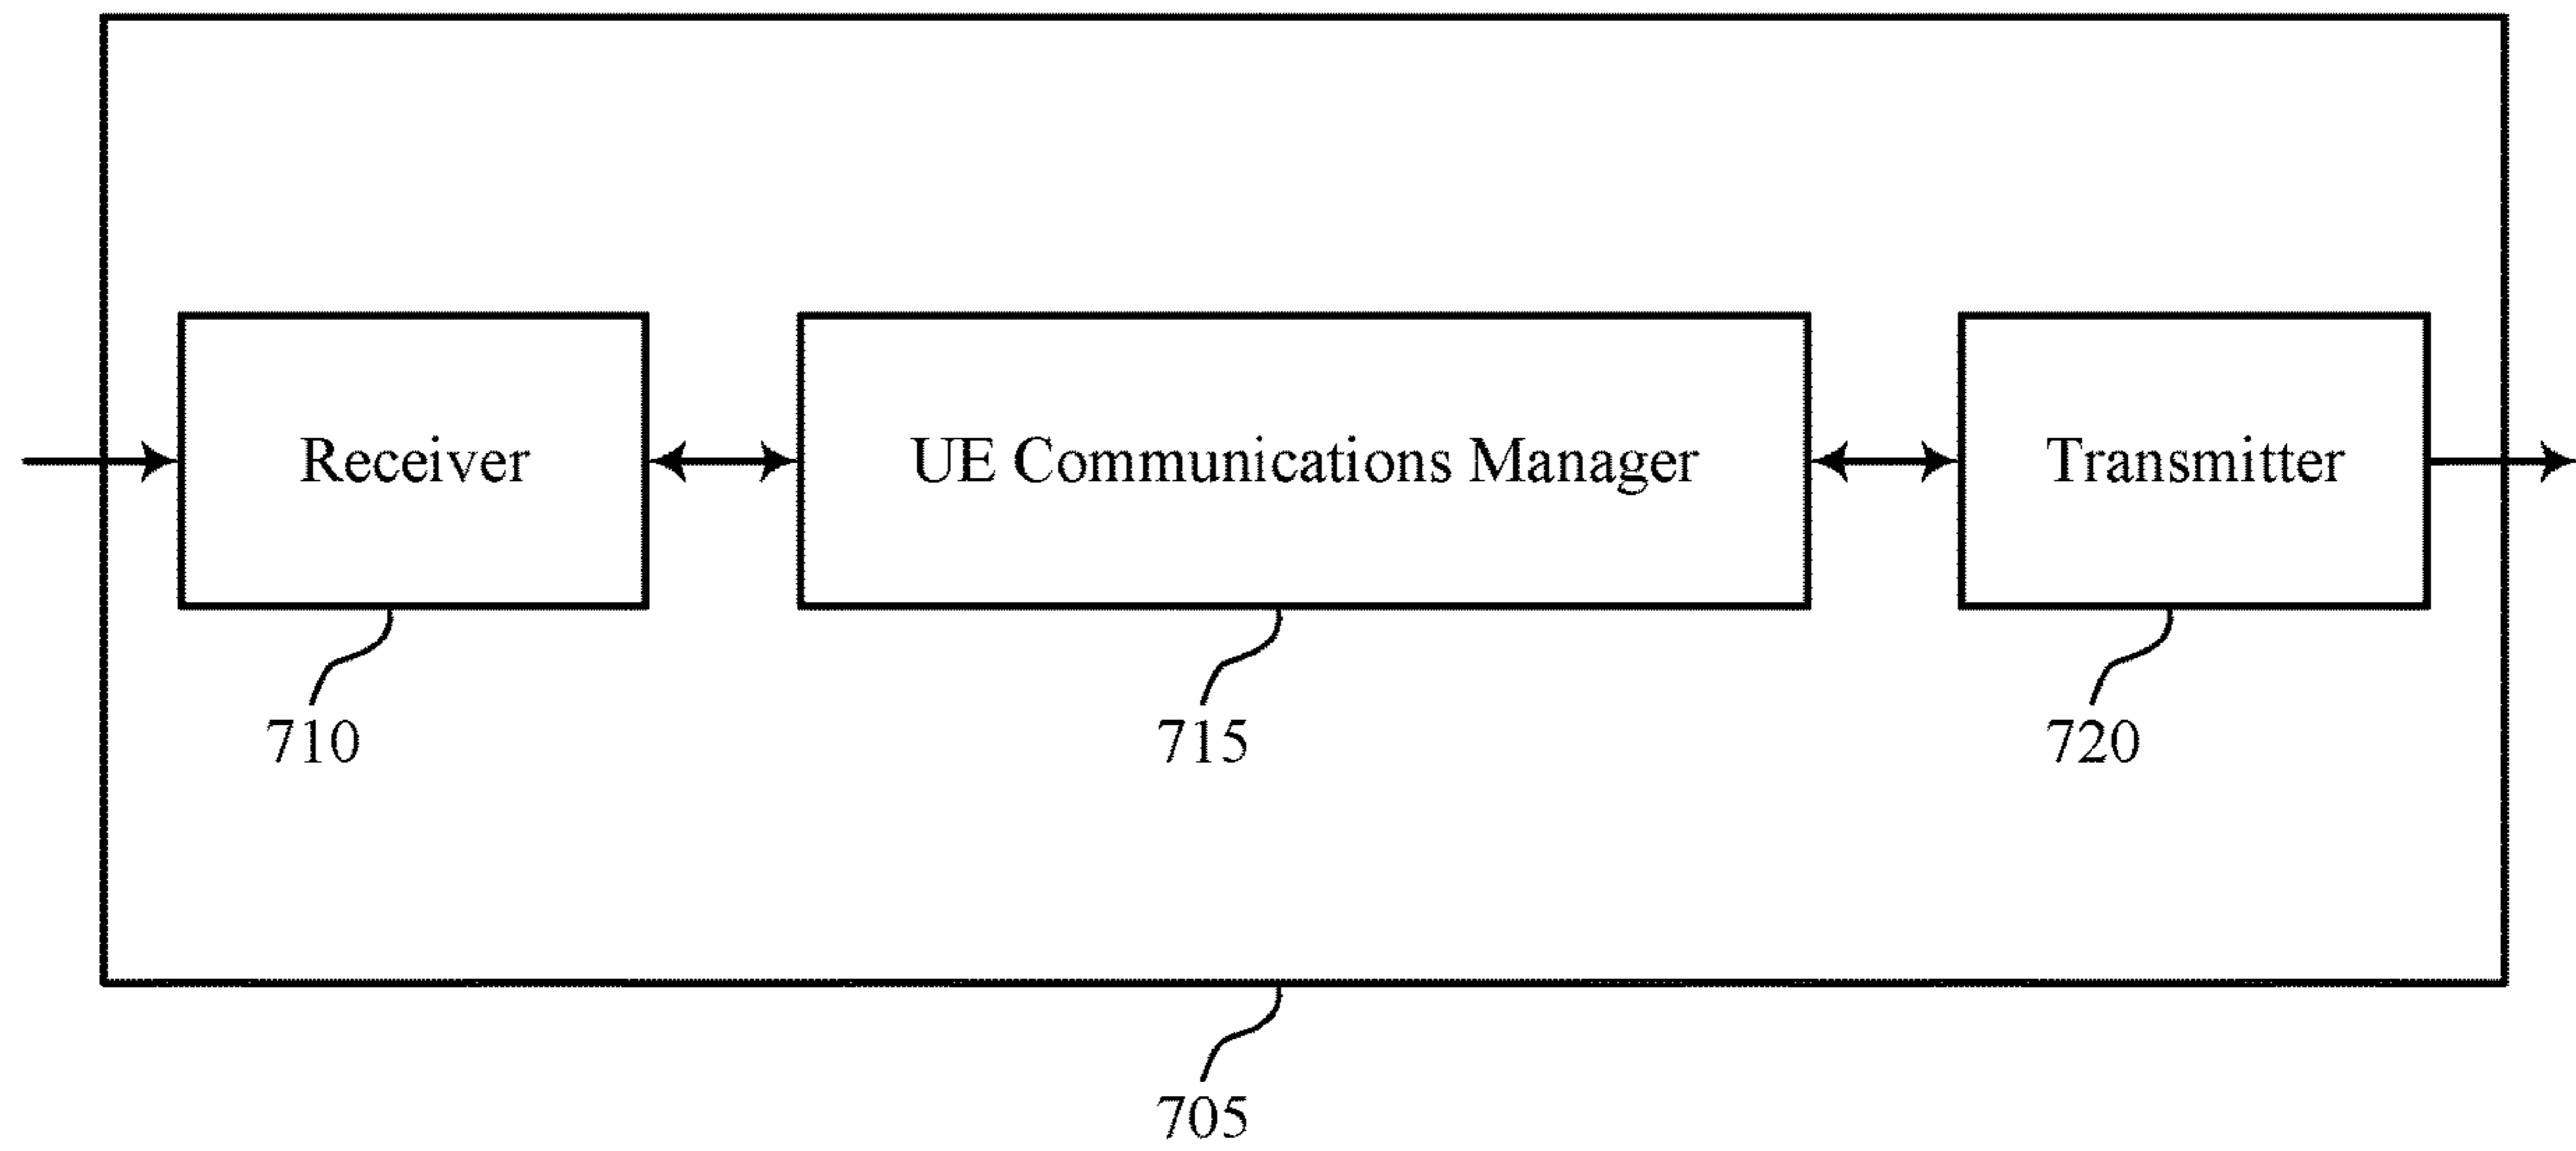 Receiver
UE Communications Manager
Transmitter
710
715
720
705